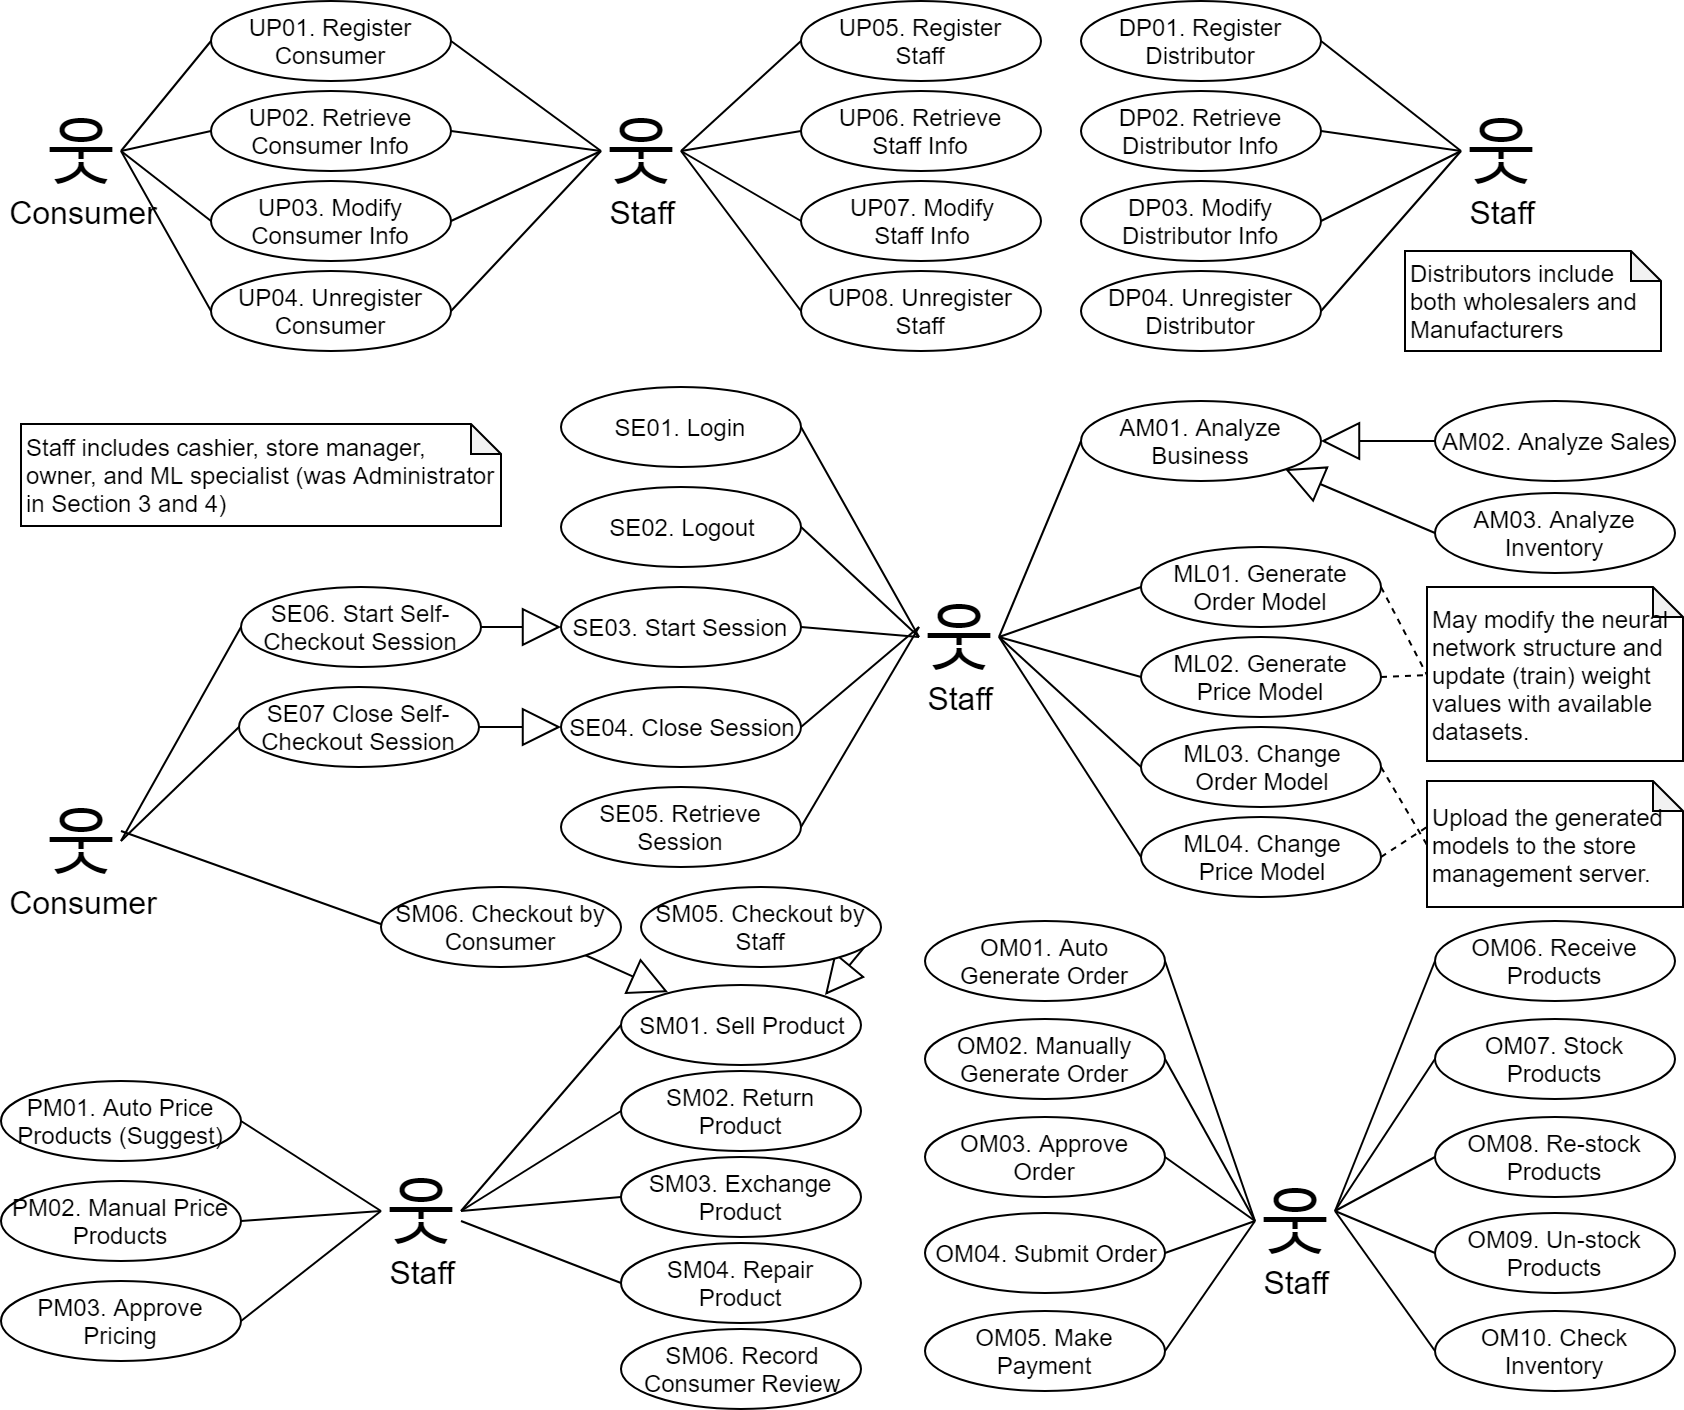 UP01. Register
Consumer
UP02. Retrieve
Consumer Info
UP03. Modify
Consumer Info
UP04. Unregister
Consumer
Consumer
Staff
UP05. Register
Staff
UP06. Retrieve
Staff Info
UP07. Modify
Staff Info
UP08. Unregister
Staff
DP01. Register
Distributor
DP02. Retrieve
Distributor Info
DP03. Modify
Distributor Info
DP04. Unregister
Distributor
Staff
Distributors include
both wholesalers and
Manufacturers
Staff includes cashier, store manager,
owner, and ML specialist (was Administrator
in Section 3 and 4)
SE01. Login
SE02. Logout
SE06. Start Self-
Checkout Session
SE03. Start Session
SE07 Close Self-
Checkout Session
SE04. Close Session
SE05. Retrieve
Session
Staff
AM01. Analyze
Business
AM02. Analyze Sales
AM03. Analyze
Inventory
ML01. Generate
Order Model
ML02. Generate
Price Model
ML03. Change
Order Model
ML04. Change
Price Model
May modify the neural
network structure and
update (train) weight
values with available
datasets.
Upload the generated
models to the store
management server.
Consumer
SM06. Checkout by
Consumer
SM05. Checkout by
Staff
SM01. Sell Product
SM02. Return
Product
SM03. Exchange
Product
SM04. Repair
Product
SM06. Record
Consumer Review
PM01. Auto Price
Products (Suggest)
PM02. Manual Price
Products
PM03. Approve
Pricing
Staff
OM01. Auto
Generate Order
OM02. Manually
Generate Order
OM03. Approve
Order
OM04. Submit Order
OM05. Make
Payment
Staff
OM06. Receive
Products
OM07. Stock
Products
OM08. Re-stock
Products
OM09. Un-stock
Products
OM10. Check
Inventory